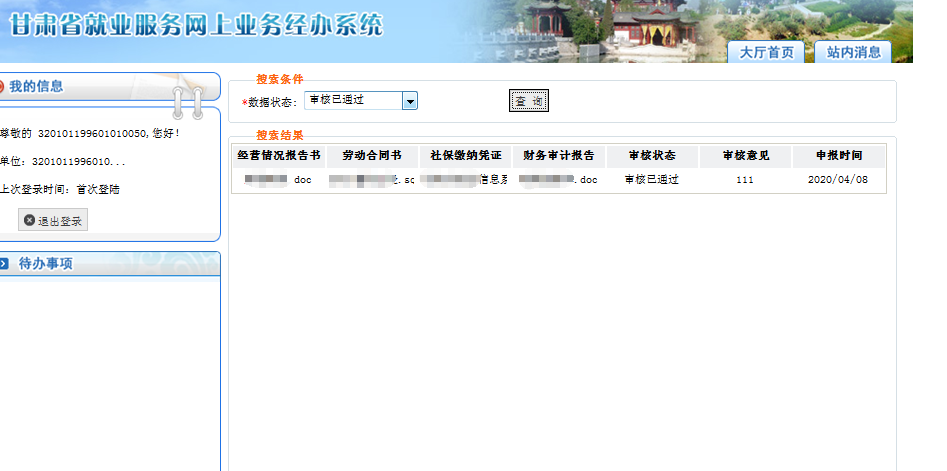 甘肃省就业服务网上业务经办系统
大厅首页 站内消息
我的信息
尊敬的 320101199601010050,您好！
单位：3201011996010...
上次登录时间：首次登陆
退出登录
待办事项
搜索条件
*数据状态： 审核已通过 查 询
搜索结果
经营情况报告书 劳动合同书 社保缴纳凭证 财务审计报告 审核状态 审核意见 申报时间
.doc .sc 信息系 .doc 审核已通过 111 2020/04/08